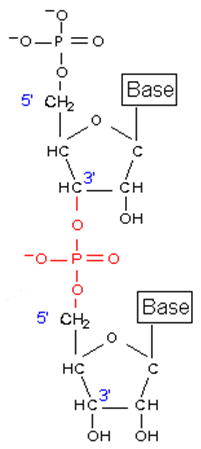 ⁻O
⁻O P O
O
5' CH₂ Base
O
HC C
HC 3' CH
O OH
⁻O P O
O
5' CH₂ Base
O
HC C
HC 3' CH
OH OH